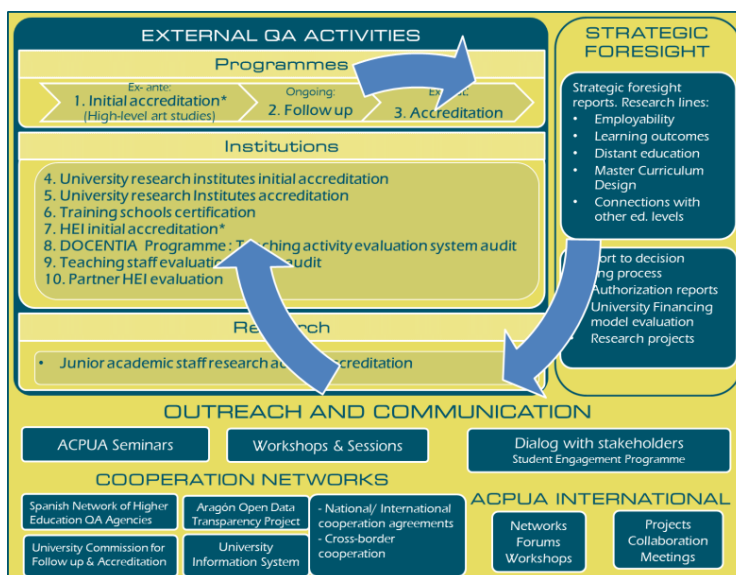 EXTERNAL QA ACTIVITIES
Programmes
Ex- ante:
1. Initial accreditation*
(High-level art studies)
Ongoing:
2. Follow up
3. Accreditation
Institutions
4. University research institutes initial accreditation
5. University research Institutes accreditation
6. Training schools certification
7. HEI initial accreditation*
8. DOCENTIA Programme: Teaching activity evaluation system audit
9. Teaching staff audit
10. Partner HEI evaluation
Research
• Junior academic staff research accreditation
STRATEGIC
FORESIGHT
Strategic foresight
reports. Research lines:
• Employability
• Learning outcomes
• Distant education
• Master Curriculum
Design
• Connections with
other ed. levels
to decision
process
Authorization reports
University Financing
model evaluation
• Research projects
OUTREACH AND COMMUNICATION
ACPUA Seminars
Workshops & Sessions
Dialog with stakeholders
Student Engagement Programme
COOPERATION NETWORKS
Spanish Network of Higher
Education QA Agencies
Aragón Open Data
Transparency Project
- National/ International
cooperation agreements
- Cross-border
cooperation
University Commission for
Follow up & Accreditation
University
Information System
ACPUA INTERNATIONAL
Networks
Forums
Workshops
Projects
Collaboration
Meetings